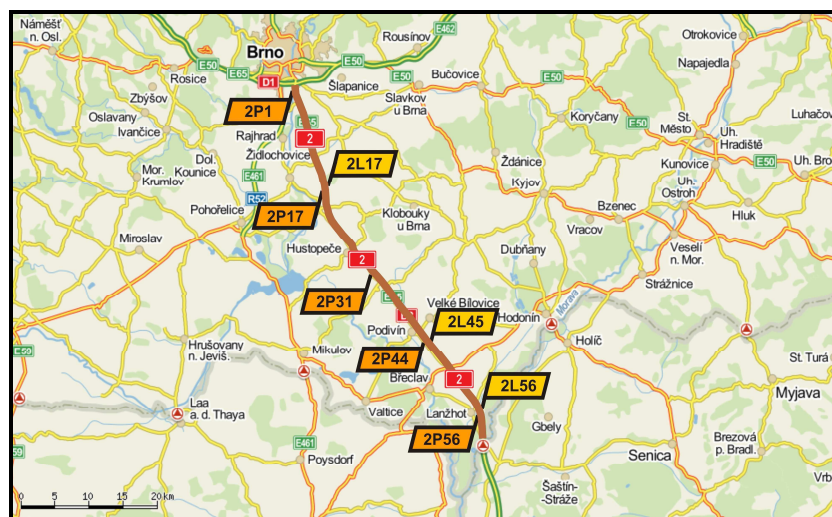 Náměšť
n. Osl.
Brno
Rousínov
E462
Otrokovice
E50
E65
D1
E50
Rosice
Šlapanice
Bučovice
E50
Napajedla
Zbýšov
Slavkov
u Brna
2P1
Oslavany
Ivančice
Rajhrad
Koryčany
E50
St.
Město
Luhačov
2
Uh.
Hradiště
Židlochovice
2L17
Ždánice
Kunovice
E50
Dol.
Kounice
Mor.
Krumlov
E461
Kyjov
Uh.
Ostroh
Uh. Bro
R52
Pohořelice
2P17
Klobouky
u Brna
Bzenec
Vracov
Hluk
Miroslav
Hustopeče
2
Dubňany
Veselí
n. Mor.
2P31
Strážnice
Velké Bílovice
Hodonín
Morava
Podivín
2L45
Holíč
Hrušovany
n. Jeviš.
Mikulov
2P44
St. Turá
Břeclav
2
Myjava
Laa
a. d. Thaya
Valtice
2L56
Lanžhot
Gbely
2P56
E461
Poysdorf
Senica
Brezová
p. Bradl.
Šaštín-
-Stráže
Vrb
0 5 10 15 20 km